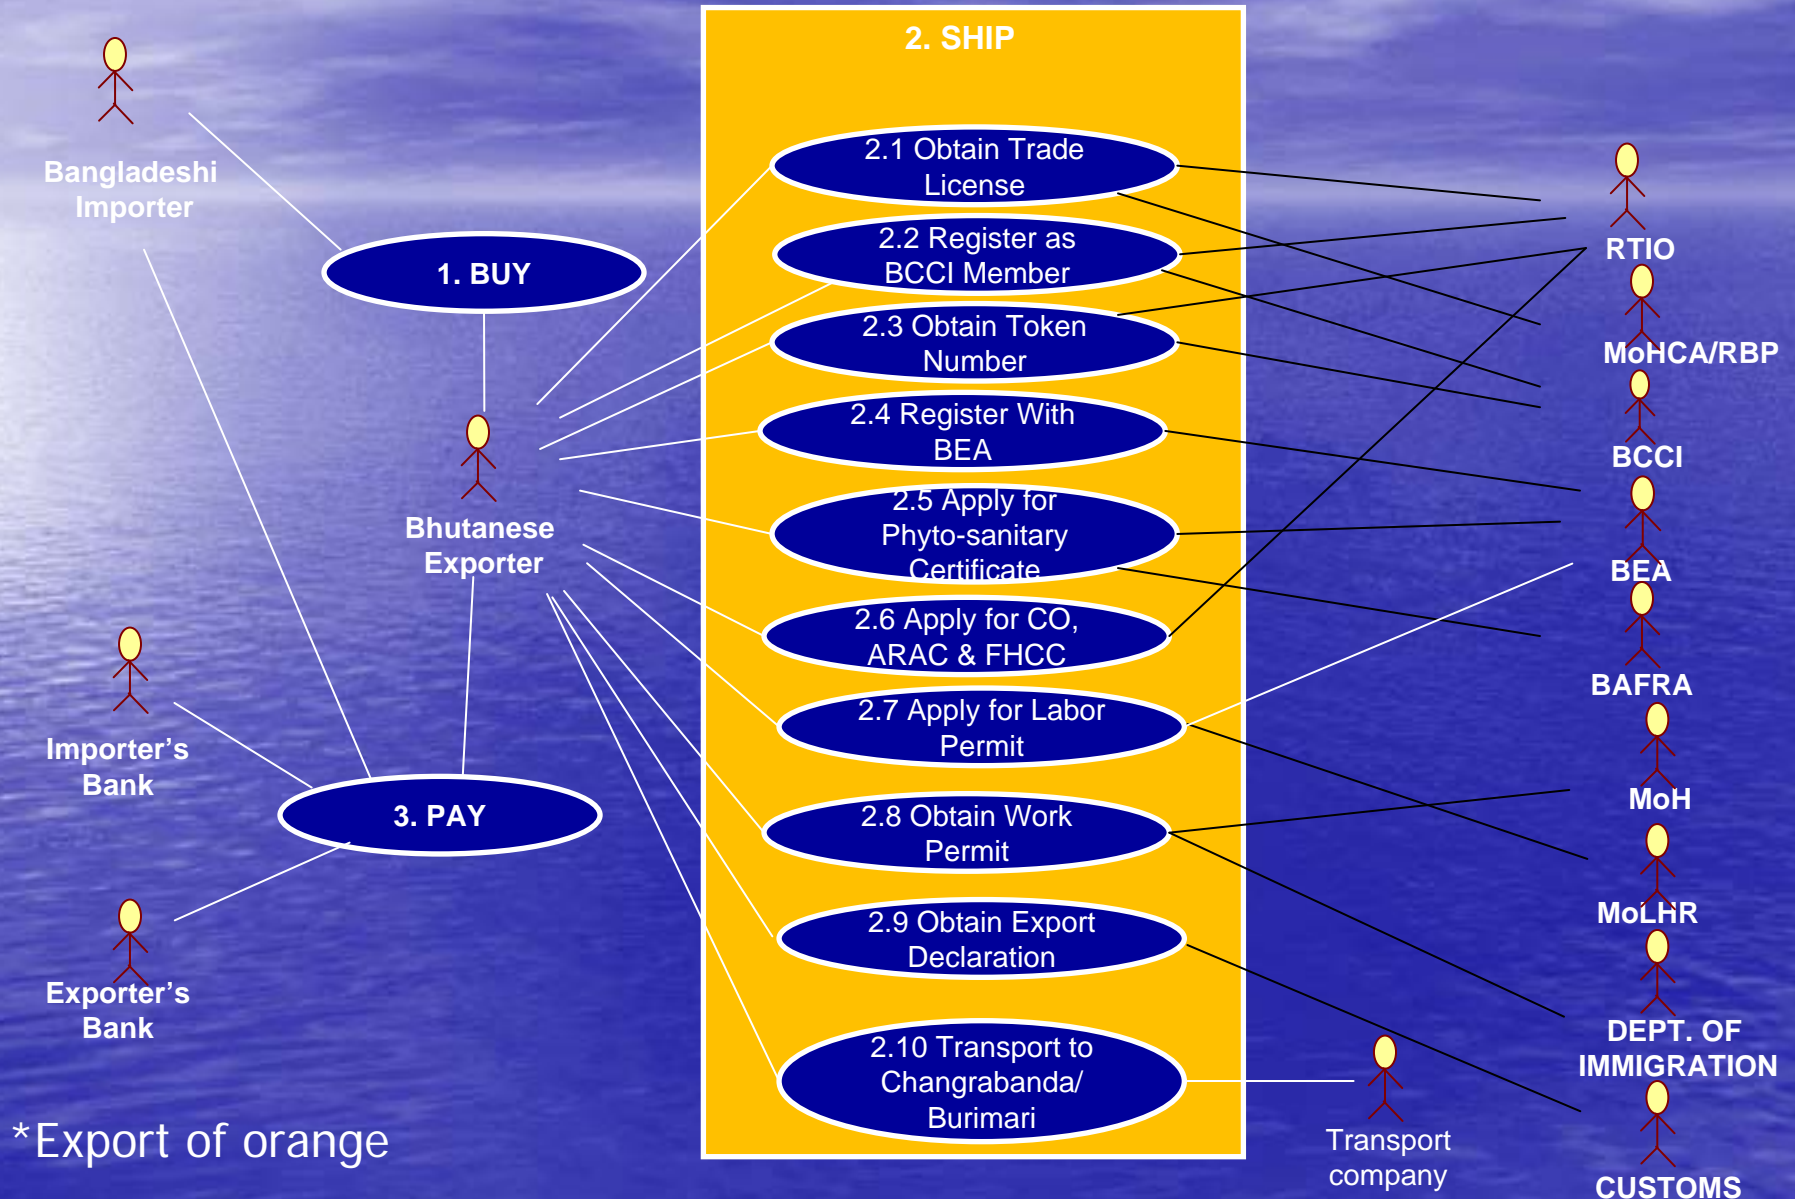 2. SHIP
Bangladeshi
Importer
1. BUY
Bhutanese
Exporter
Importer’s
Bank
3. PAY
Exporter’s
Bank
*Export of orange
2.1 Obtain Trade
License
2.2 Register as
BCCI Member
2.3 Obtain Token
Number
2.4 Register With
BEA
2.5 Apply for
Phyto-sanitary
Certificate
2.6 Apply for CO,
ARAC & FHCC
2.7 Apply for Labor
Permit
2.8 Obtain Work
Permit
2.9 Obtain Export
Declaration
2.10 Transport to
Changrabanda/
Burimari
RTIO
MoHCA/RBP
BCCI
BEA
BAFRA
MoH
MoLHR
DEPT. OF
IMMIGRATION
CUSTOMS
Transport
company